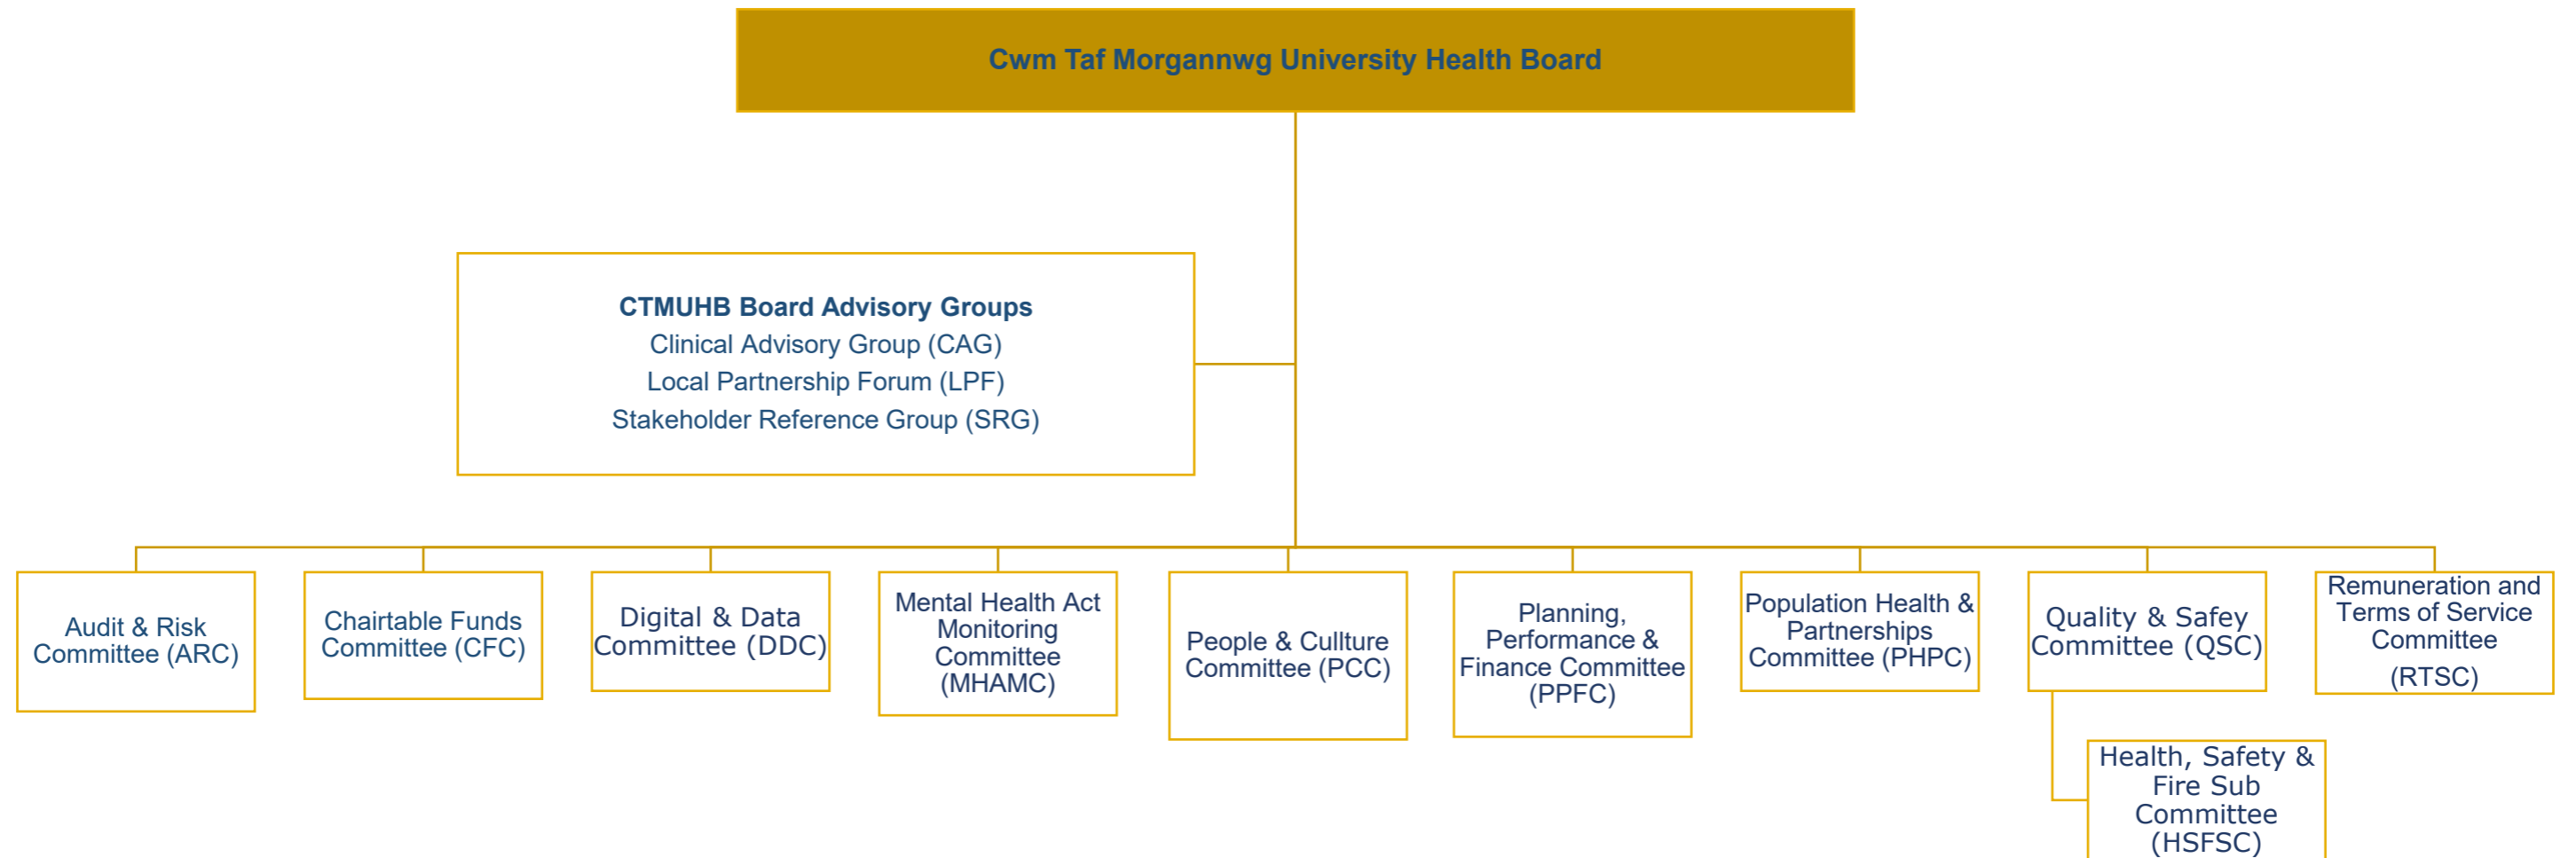 Cwm Taf Morgannwg University Health Board
CTMUHB Board Advisory Groups
Clinical Advisory Group (CAG)
Local Partnership Forum (LPF)
Stakeholder Reference Group (SRG)
Audit & Risk
Committee (ARC)
Chairtable Funds
Committee (CFC)
Digital & Data
Committee (DDC)
Mental Health Act
Monitoring
Committee
(MHAMC)
People & Cullture
Committee (PCC)
Planning,
Performance &
Finance Committee
(PPFC)
Population Health &
Partnerships
Committee (PHPC)
Quality & Safey
Committee (QSC)
Remuneration and
Terms of Service
Committee
(RTSC)
Health, Safety &
Fire Sub
Committee
(HSFSC)